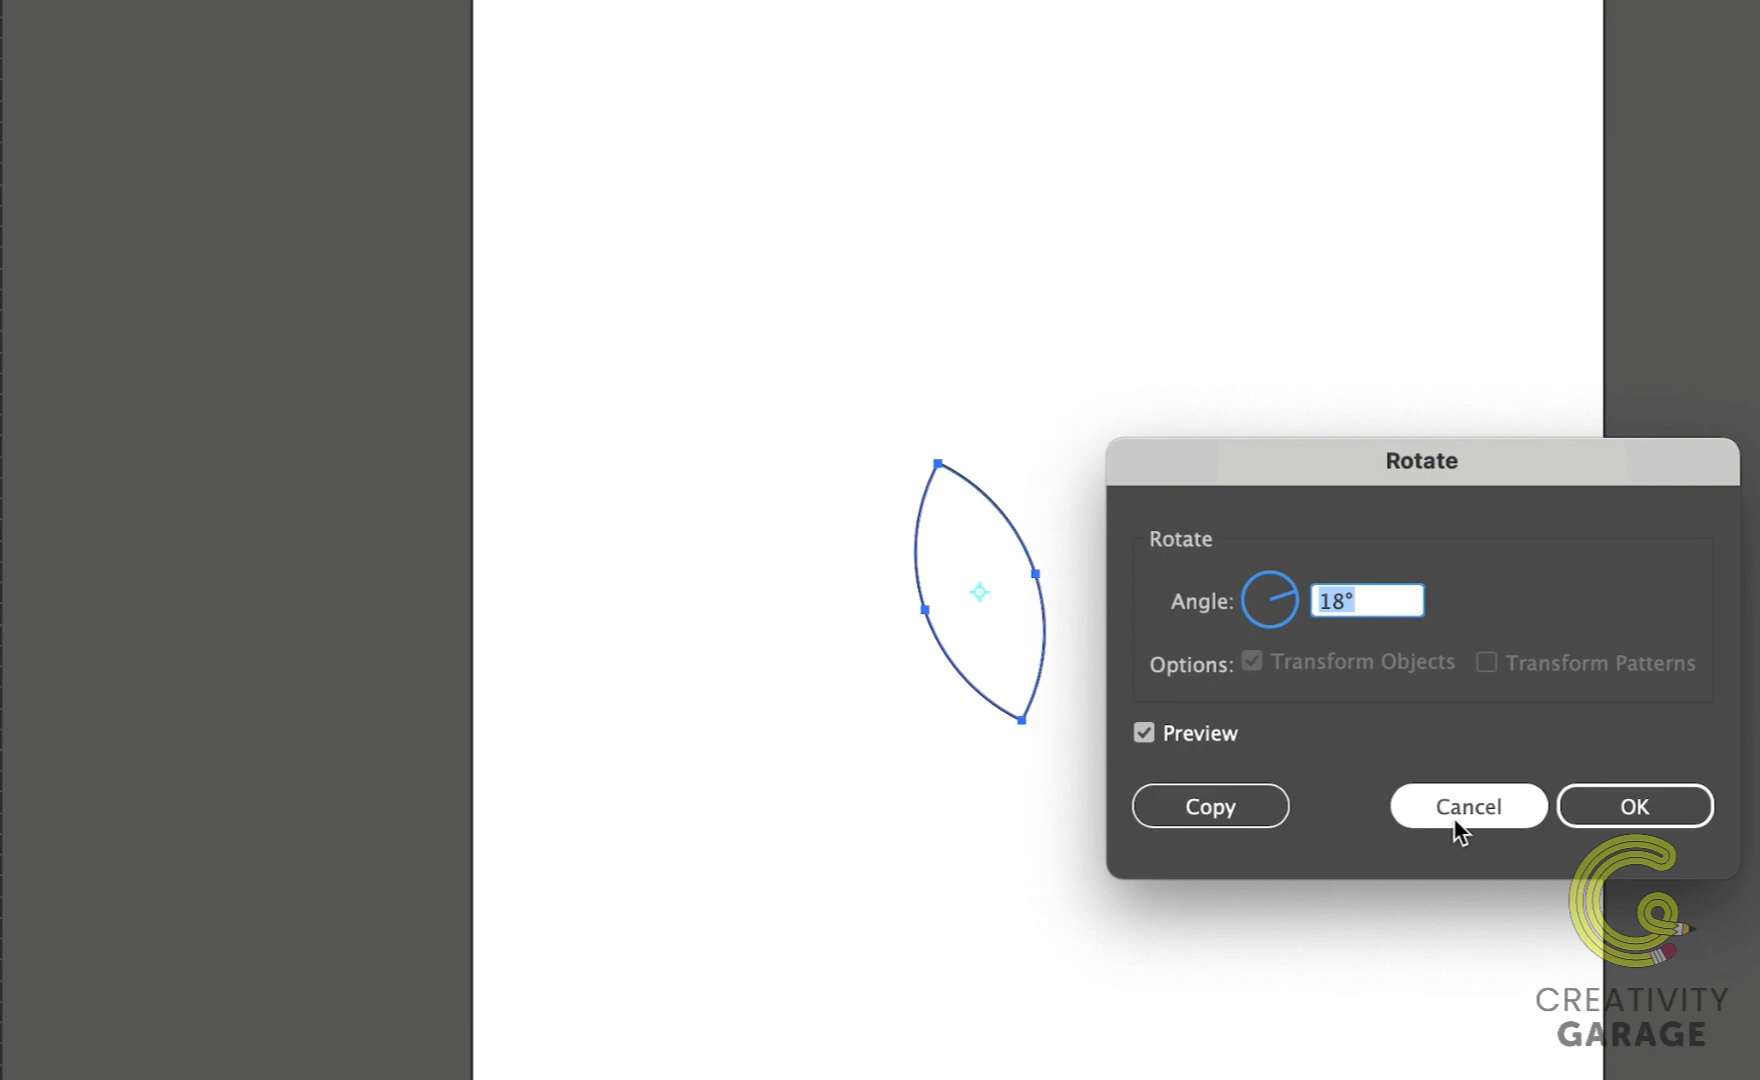 Rotate
Rotate
Angle: 18°
Options: Transform Objects Transform Patterns
Preview
Copy Cancel OK
CREATIVITY
GARAGE